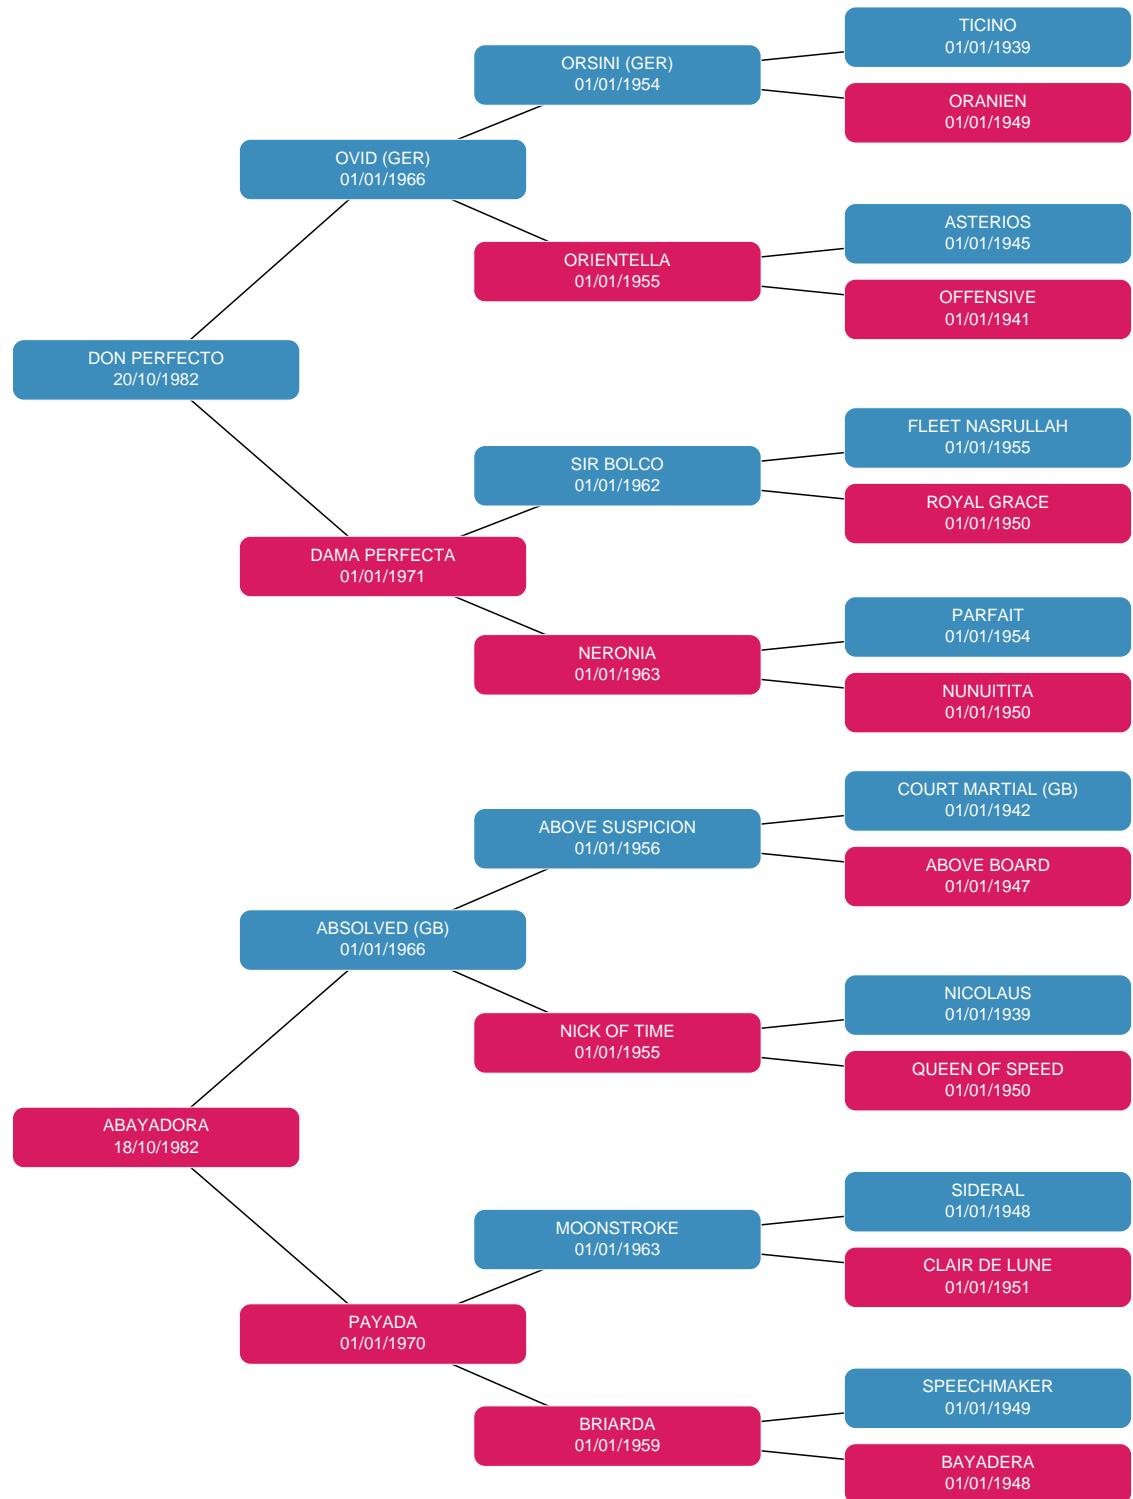 TICINO
01/01/1939
ORSINI (GER)
01/01/1954
ORANIEN
01/01/1949
OVID (GER)
01/01/1966
ASTERIOS
01/01/1945
ORIENTELLA
01/01/1955
OFFENSIVE
01/01/1941
DON PERFECTO
20/10/1982
FLEET NASRULLAH
01/01/1955
SIR BOLCO
01/01/1962
ROYAL GRACE
01/01/1950
DAMA PERFECTA
01/01/1971
PARFAIT
01/01/1954
NERONIA
01/01/1963
NUNUITITA
01/01/1950
COURT MARTIAL (GB)
01/01/1942
ABOVE SUSPICION
01/01/1956
ABOVE BOARD
01/01/1947
ABSOLVED (GB)
01/01/1966
NICOLAUS
01/01/1939
NICK OF TIME
01/01/1955
QUEEN OF SPEED
01/01/1950
ABAYADORA
18/10/1982
SIDERAL
01/01/1948
MOONSTROKE
01/01/1963
CLAIR DE LUNE
01/01/1951
PAYADA
01/01/1970
SPEECHMAKER
01/01/1949
BRIARDA
01/01/1959
BAYADERA
01/01/1948